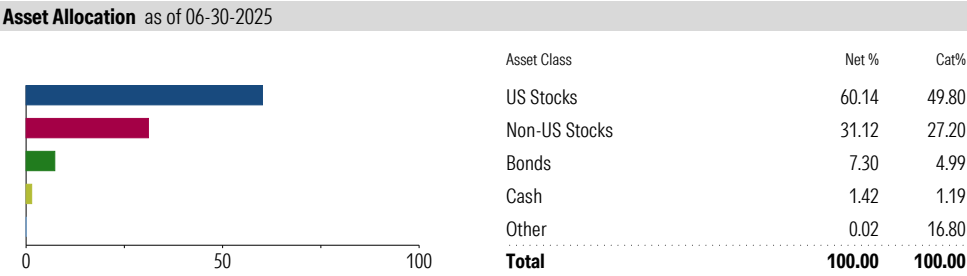 Asset Allocation as of 06-30-2025
Asset Class Net % Cat%
US Stocks 60.14 49.80
Non-US Stocks 31.12 27.20
Bonds 7.30 4.99
Cash 1.42 1.19
Other 0.02 16.80
0 50 100
Total 100.00 100.00